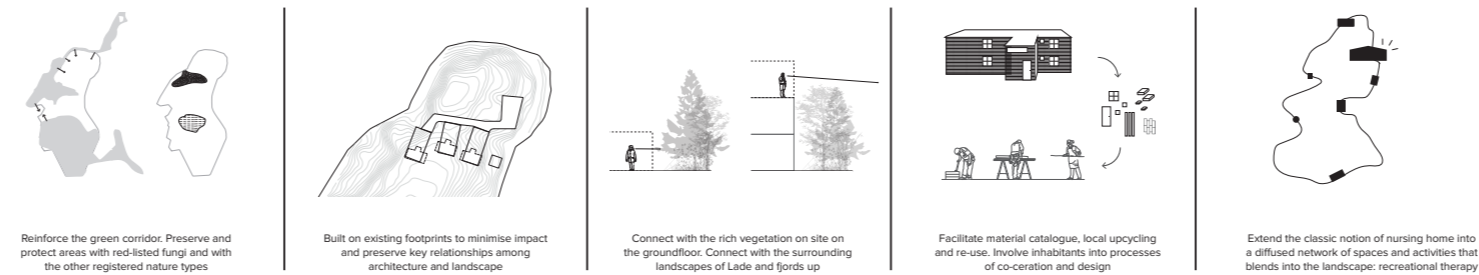 Reinforce the green corridor. Preserve and
protect areas with red-listed fungi and with
the other registered nature types
Built on existing footprints to minimise impact
and preserve key relationships among
architecture and landscape
Connect with the rich vegetation on site on
the groundfloor. Connect with the surrounding
landscapes of Lade and fjords up
Facilitate material catalogue, local upcycling
and re-use. Involve inhabitants into processes
of co-ceration and design
Extend the classic notion of nursing home into
a diffused network of spaces and activities that
blends into the landscape: recreational therapy